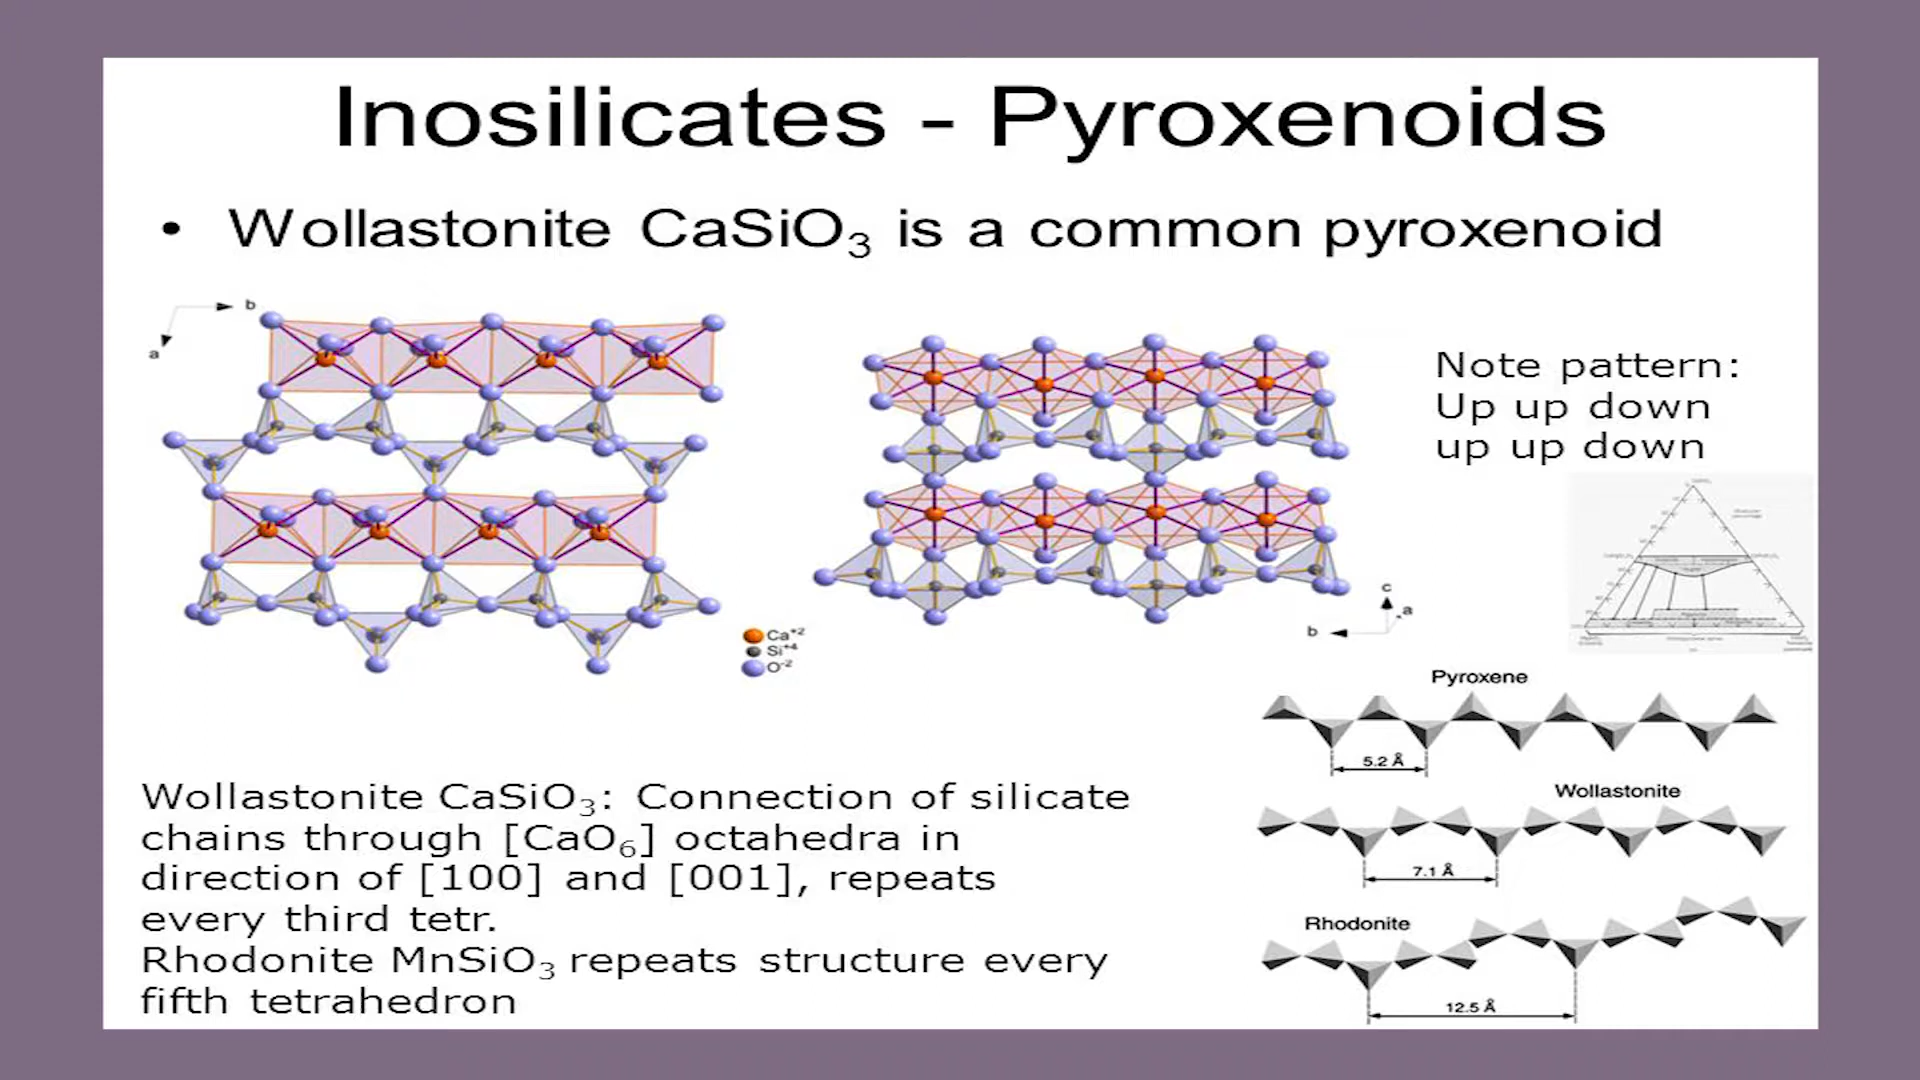 Inosilicates - Pyroxenoids
• Wollastonite CaSiO₃ is a common pyroxenoid
b
a
Note pattern:
Up up down
up up down
Ca⁺²
Si⁺⁴
O⁻²
c
a
b
Pyroxene
5.2 Å
Wollastonite
7.1 Å
Rhodonite
12.5 Å
Wollastonite CaSiO₃: Connection of silicate
chains through [CaO₆] octahedra in
direction of [100] and [001], repeats
every third tetr.
Rhodonite MnSiO₃ repeats structure every
fifth tetrahedron